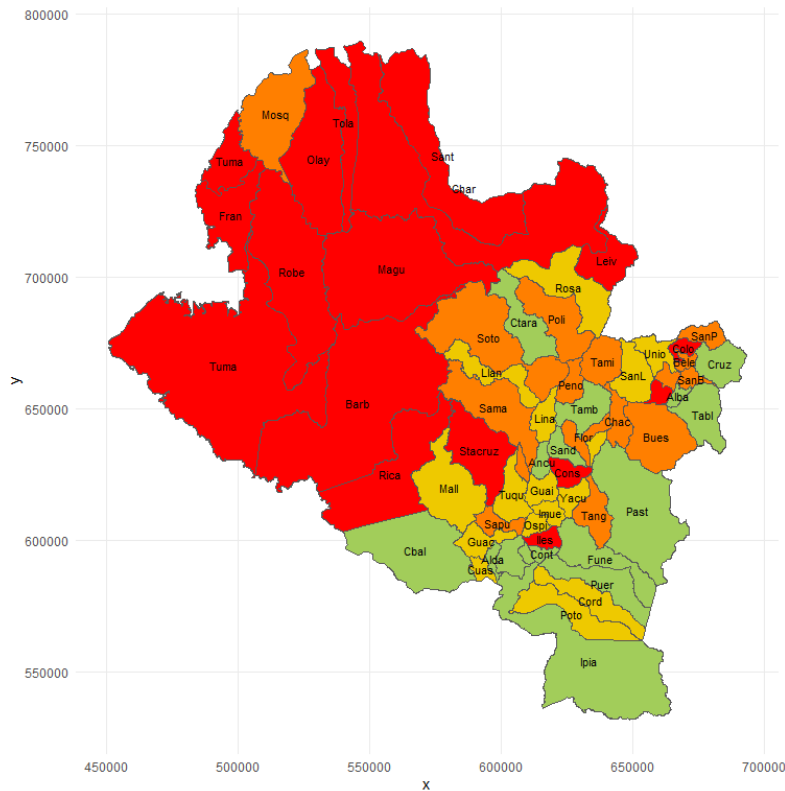 800000
750000
700000
650000
600000
550000
y
450000
500000
550000
600000
650000
700000
x
Mosq
Tola
Tuma
Olay
Sant
Char
Fran
Robe
Magu
Leiv
Rosa
Ctara
Poli
Soto
SanP
Colo
Unio
Bele
Cruz
Tuma
Llan
Tami
SanL
SanB
Peno
Alba
Barb
Sama
Tamb
Lina
Chac
Tabl
Flor
Bues
Sand
Stacruz
Ancu
Cons
Rica
Mall
Guai
Tuqu
Yacu
Imue
Past
Tang
Sapu
Ospi
Guac
Iles
Cbal
Cont
Alda
Fune
Cuas
Puer
Cord
Poto
Ipia